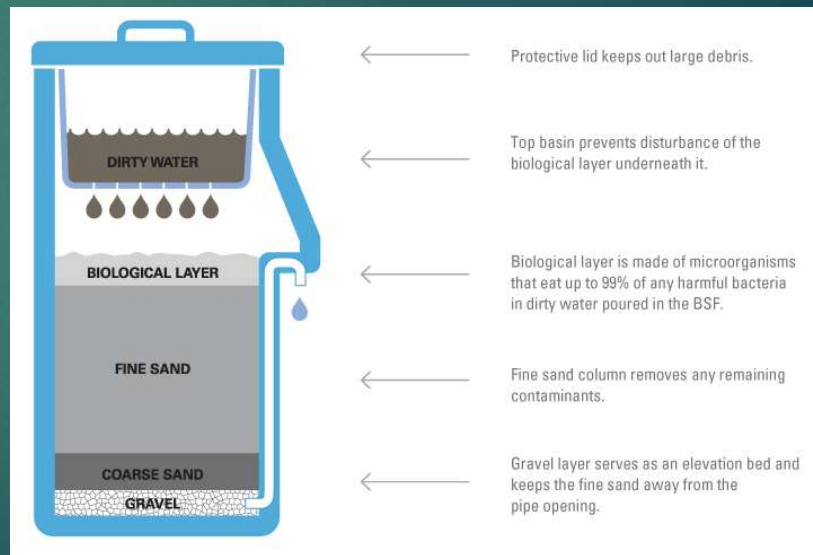 Protective lid keeps out large debris.
DIRTY WATER
Top basin prevents disturbance of the
biological layer underneath it.
BIOLOGICAL LAYER
Biological layer is made of microorganisms
that eat up to 99% of any harmful bacteria
in dirty water poured in the BSF.
FINE SAND
Fine sand column removes any remaining
contaminants.
COARSE SAND
GRAVEL
Gravel layer serves as an elevation bed and
keeps the fine sand away from the
pipe opening.